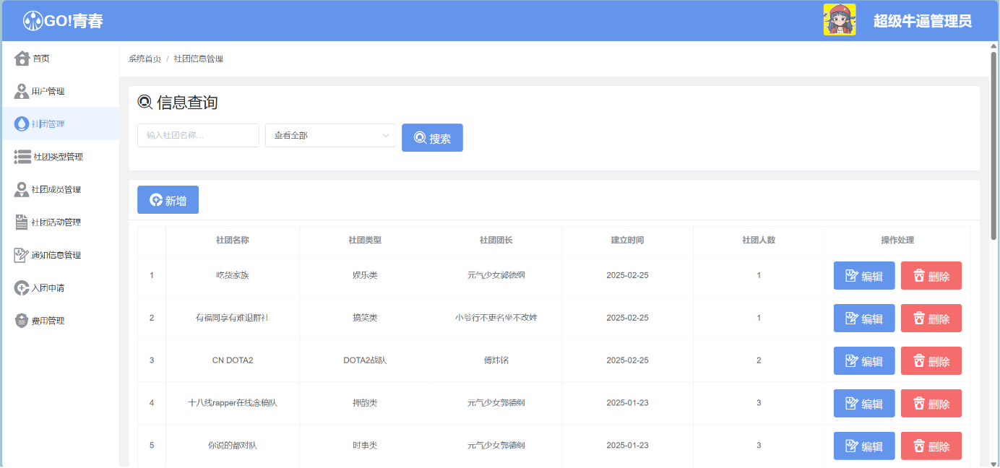 GO!青春
超级牛逼管理员
首页
用户管理
社团管理
社团类型管理
社团成员管理
社团活动管理
通知信息管理
入团申请
费用管理
系统首页 / 社团信息管理
信息查询
输入社团名称... 查看全部 搜索
新增
社团名称 社团类型 社团团长 建立时间 社团人数 操作处理
1 吃货家族 娱乐类 元气少女郭德纲 2025-02-25 1 编辑 删除
2 有福同享有难退群社 搞笑类 小爷行不更名坐不改姓 2025-02-25 1 编辑 删除
3 CN DOTA2 DOTA2战队 傅炜铭 2025-02-25 2 编辑 删除
4 十八线rapper在线念稿队 押韵类 元气少女郭德纲 2025-01-23 3 编辑 删除
5 你说的都对队 时事类 元气少女郭德纲 2025-01-23 3 编辑 删除